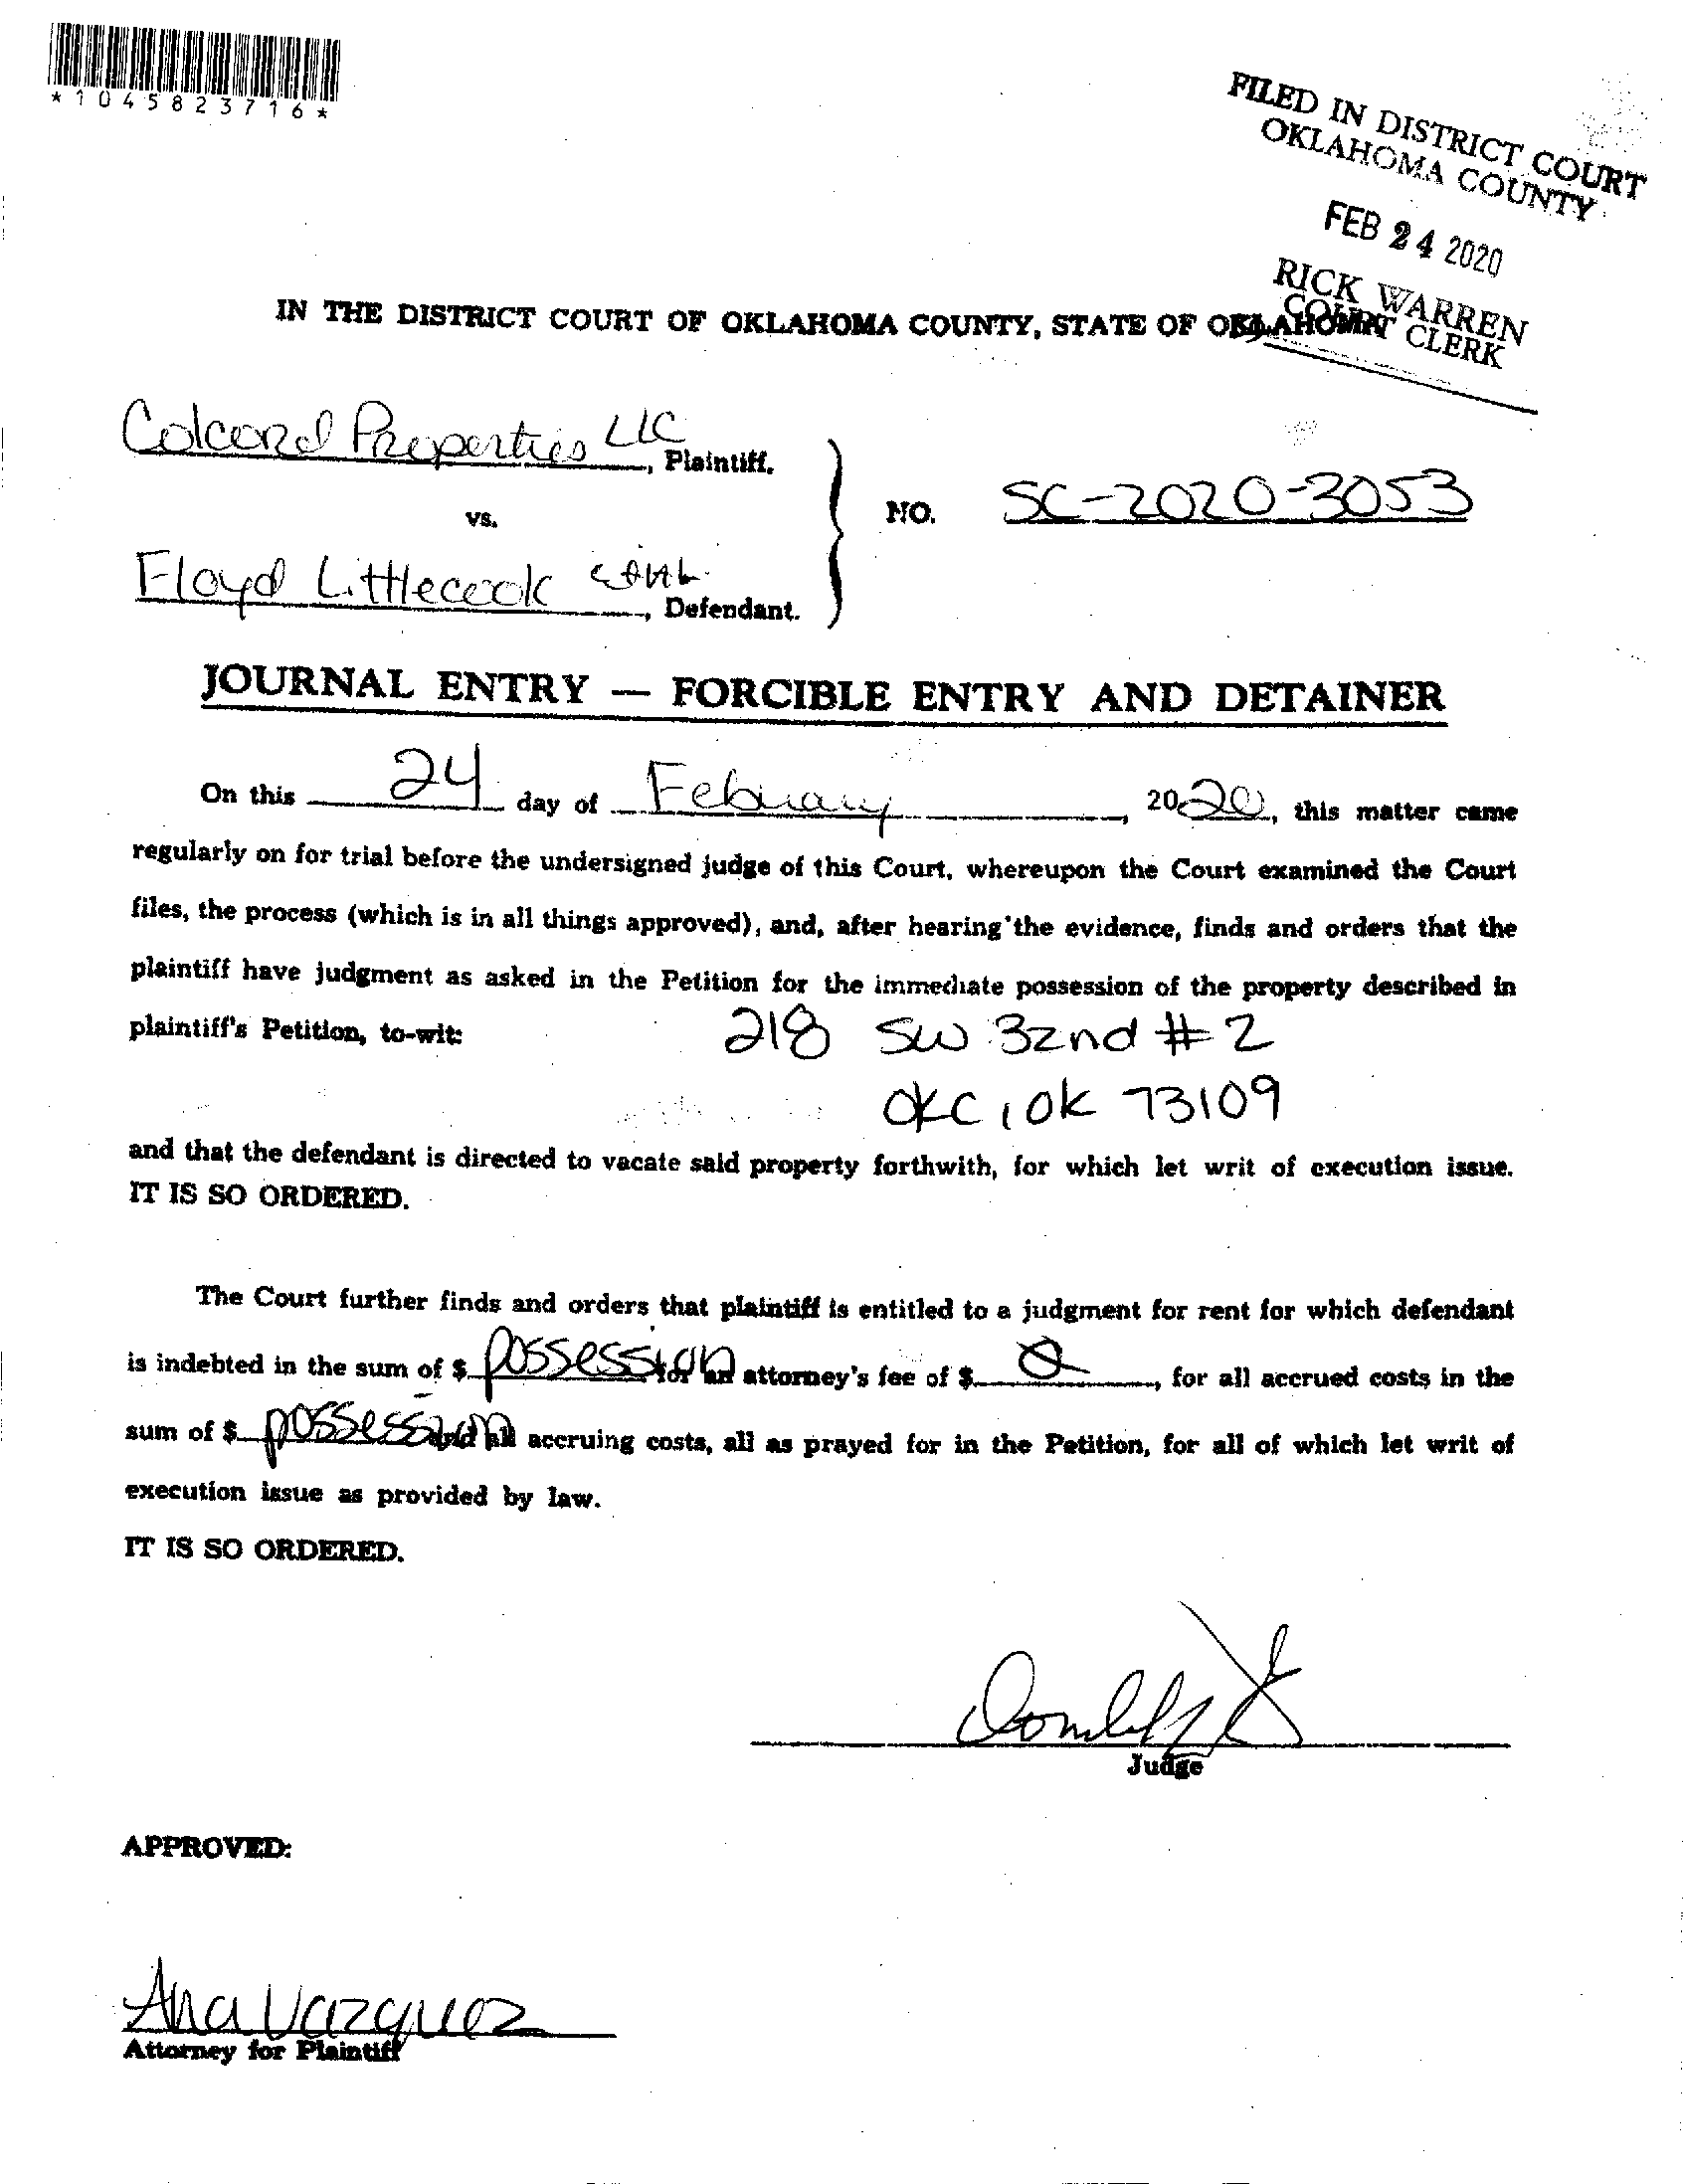 *1045823716*
FILED IN DISTRICT COURT
OKLAHOMA COUNTY
FEB 24 2020
RICK WARREN
COURT CLERK
IN THE DISTRICT COURT OF OKLAHOMA COUNTY, STATE OF OKLAHOMA
Colcord Properties LLC, Plaintiff.
vs.
NO. SC-2020-3053
Floyd Littlecook, Defendant.
JOURNAL ENTRY — FORCIBLE ENTRY AND DETAINER
On this 24 day of February, 2020, this matter came
regularly on for trial before the undersigned judge of this Court, whereupon the Court examined the Court
files, the process (which is in all things approved), and, after hearing the evidence, finds and orders that the
plaintiff have judgment as asked in the Petition for the immediate possession of the property described in
plaintiff's Petition, to-wit: 218 SW 32nd #2
OKC, OK 73109
and that the defendant is directed to vacate said property forthwith, for which let writ of execution issue.
IT IS SO ORDERED.
The Court further finds and orders that plaintiff is entitled to a judgment for rent for which defendant
is indebted in the sum of $ possession for an attorney's fee of $ 0, for all accrued costs in the
sum of $ possession and all accruing costs, all as prayed for in the Petition, for all of which let writ of
execution issue as provided by law.
IT IS SO ORDERED.
Judge
APPROVED:
Ana Vazquez
Attorney for Plaintiff